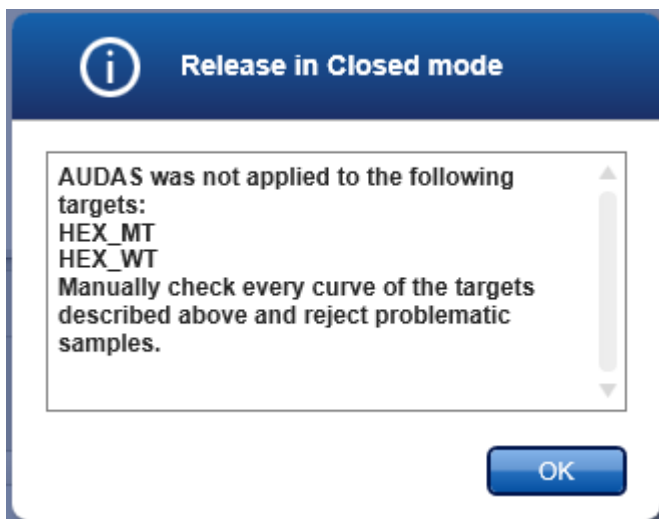 Release in Closed mode
AUDAS was not applied to the following
targets:
HEX_MT
HEX_WT
Manually check every curve of the targets
described above and reject problematic
samples.
OK